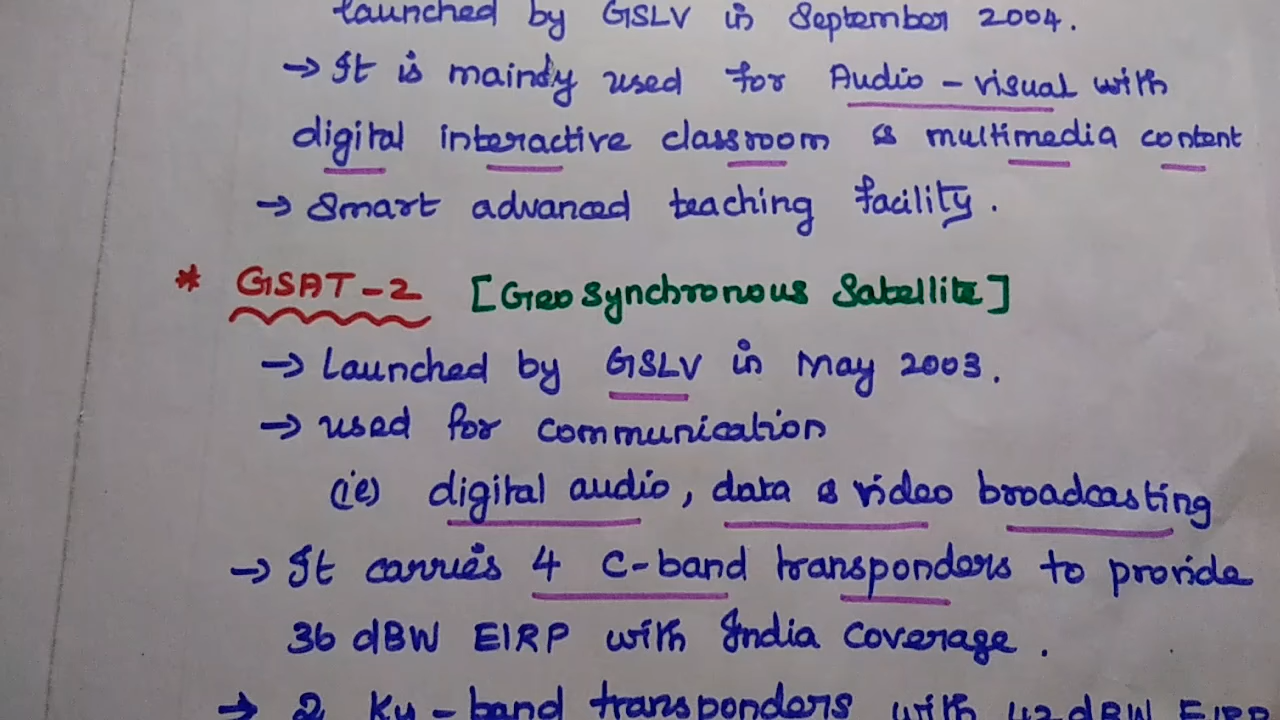 launched by GSLV in September 2004.
→ It is mainly used for Audio - visual with
digital interactive classroom & multimedia content
→ Smart advanced teaching facility.
* GSAT-2 [Geo Synchronous Satellite]
→ Launched by GSLV in May 2003.
→ used for communication
(ie) digital audio, data & video broadcasting
→ It carries 4 C-band transponders to provide
36 dBW EIRP with India coverage.
→ 2 Ku-band transponders with 42 dBW EIRP